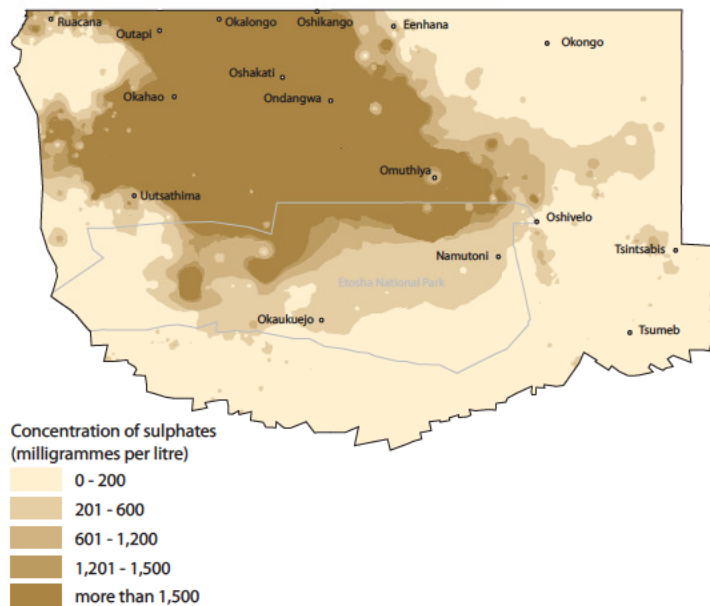 Ruacana
Okalongo
Oshikango
Eenhana
Outapi
Okongo
Oshakati
Okahao
Ondangwa
Omuthiya
Uutsathima
Oshivelo
Tsintsabis
Namutoni
Etosha National Park
Okaukuejo
Tsumeb
Concentration of sulphates
(milligrammes per litre)
0 - 200
201 - 600
601 - 1,200
1,201 - 1,500
more than 1,500